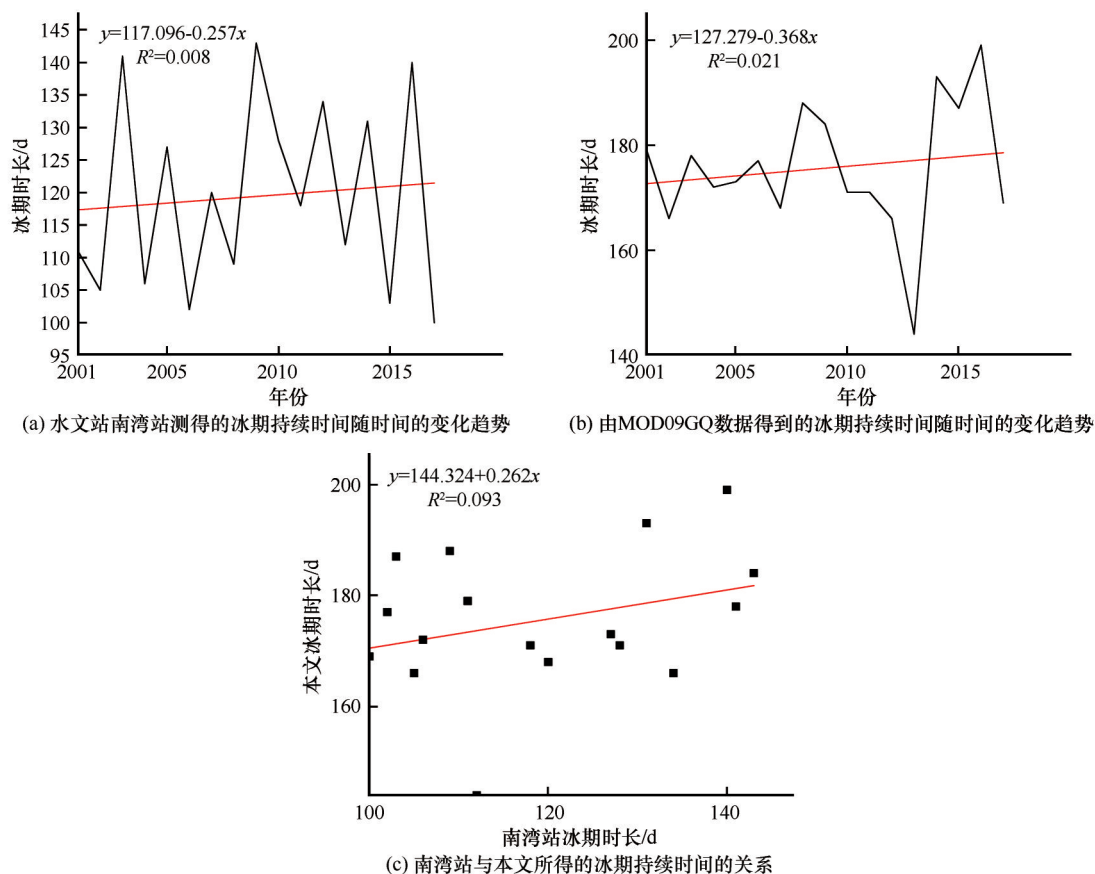 y=117.096-0.257x
R²=0.008
145
140
135
130
125
120
115
110
105
100
95
冰期时长/d
2001
2005
2010
2015
年份
(a) 水文站南湾站测得的冰期持续时间随时间的变化趋势
y=127.279-0.368x
R²=0.021
200
180
160
140
冰期时长/d
2001
2005
2010
2015
年份
(b) 由MOD09GQ数据得到的冰期持续时间随时间的变化趋势
y=144.324+0.262x
R²=0.093
200
180
160
本文冰期时长/d
100
120
140
南湾站冰期时长/d
(c) 南湾站与本文所得的冰期持续时间的关系